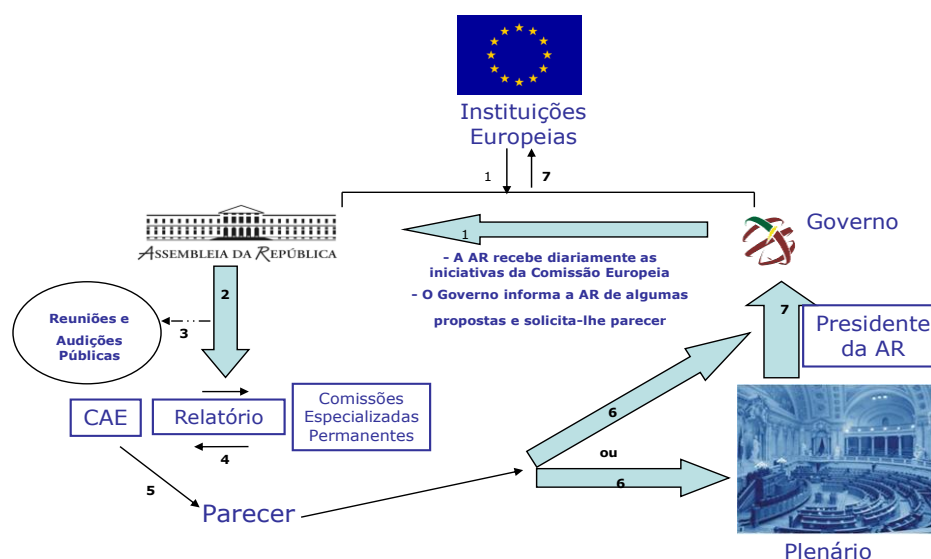 Instituições
Europeias
1
7
ASSEMBLEIA DA REPÚBLICA
1
Governo
- A AR recebe diariamente as
iniciativas da Comissão Europeia
- O Governo informa a AR de algumas
propostas e solicita-lhe parecer
2
Reuniões e
Audições
Públicas
3
7
Presidente
da AR
CAE
Relatório
Comissões
Especializadas
Permanentes
4
6
ou
6
5
Parecer
Plenário